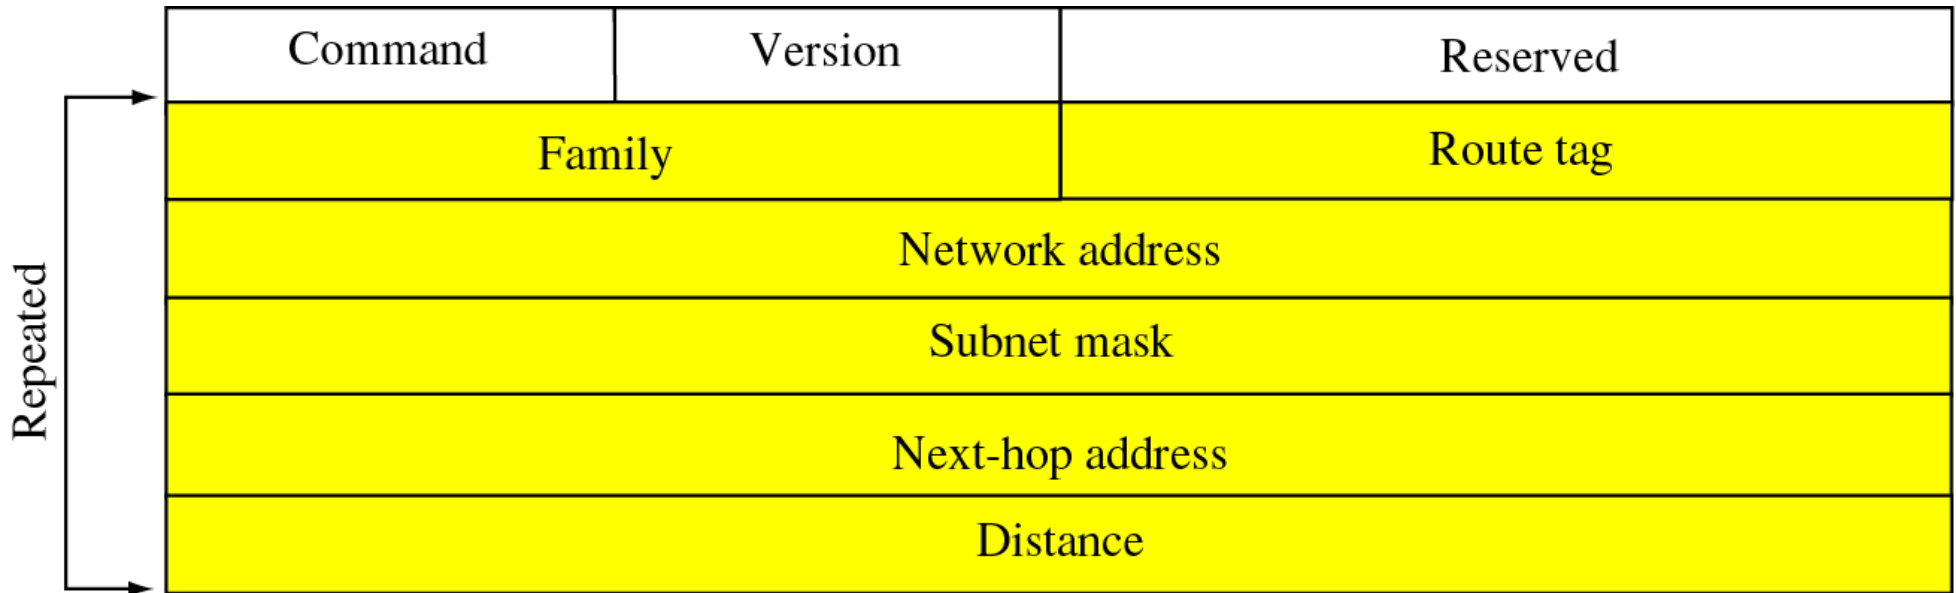 Command Version Reserved
Family Route tag
Network address
Subnet mask
Next-hop address
Distance
Repeated